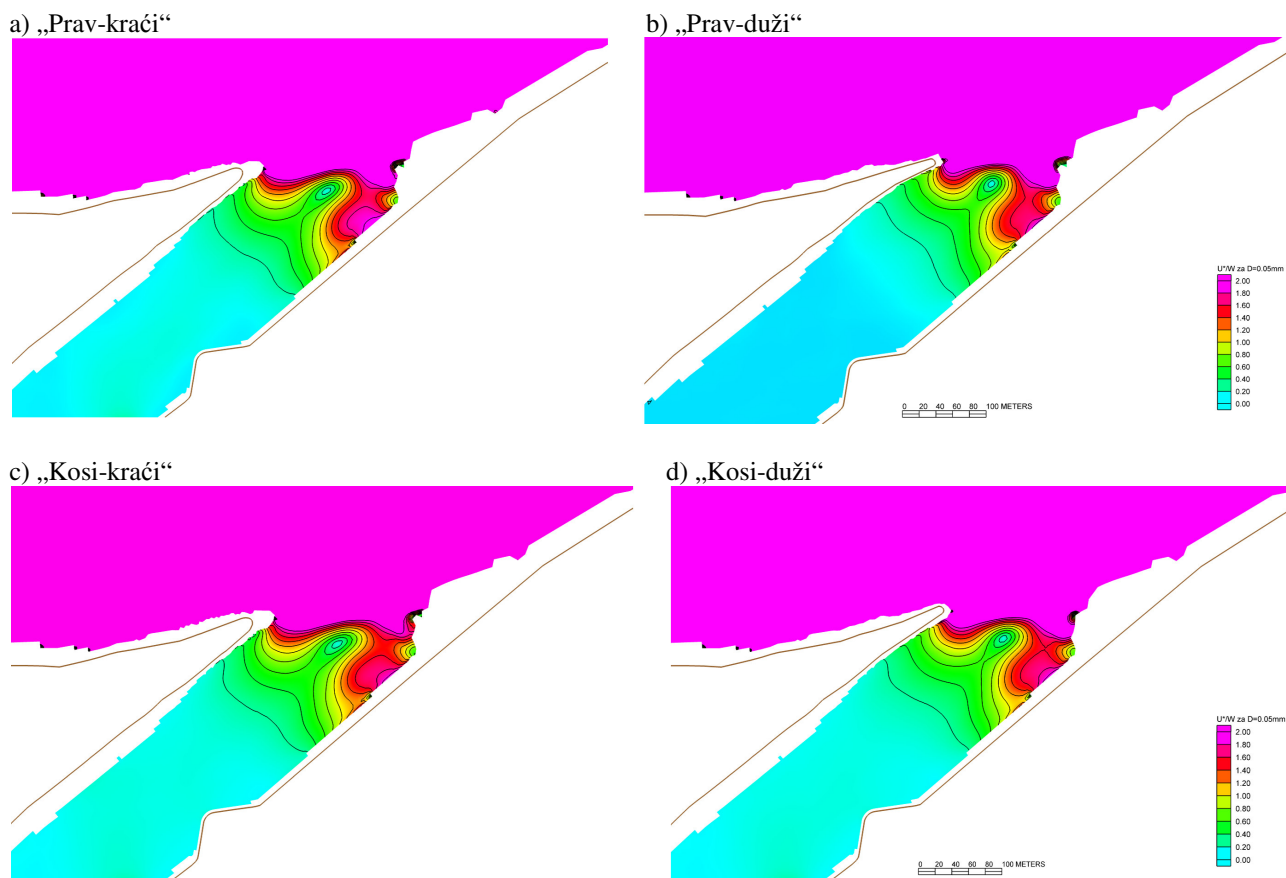 a) „Prav-kraći“
b) „Prav-duži“
U*/W za D=0.05mm
2.00
1.80
1.60
1.40
1.20
1.00
0.80
0.60
0.40
0.20
0.00
0 20 40 60 80 100 METERS
c) „Kosi-kraći“
d) „Kosi-duži“
U*/W za D=0.05mm
2.00
1.80
1.60
1.40
1.20
1.00
0.80
0.60
0.40
0.20
0.00
0 20 40 60 80 100 METERS